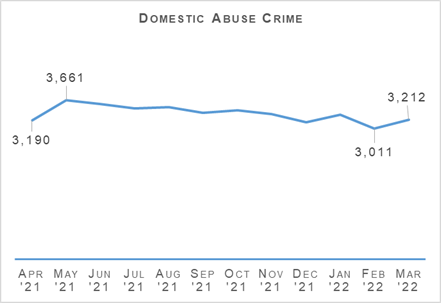 Domestic Abuse Crime
3,661
3,212
3,190
3,011
Apr May Jun Jul Aug Sep Oct Nov Dec Jan Feb Mar
'21 '21 '21 '21 '21 '21 '21 '21 '21 '22 '22 '22